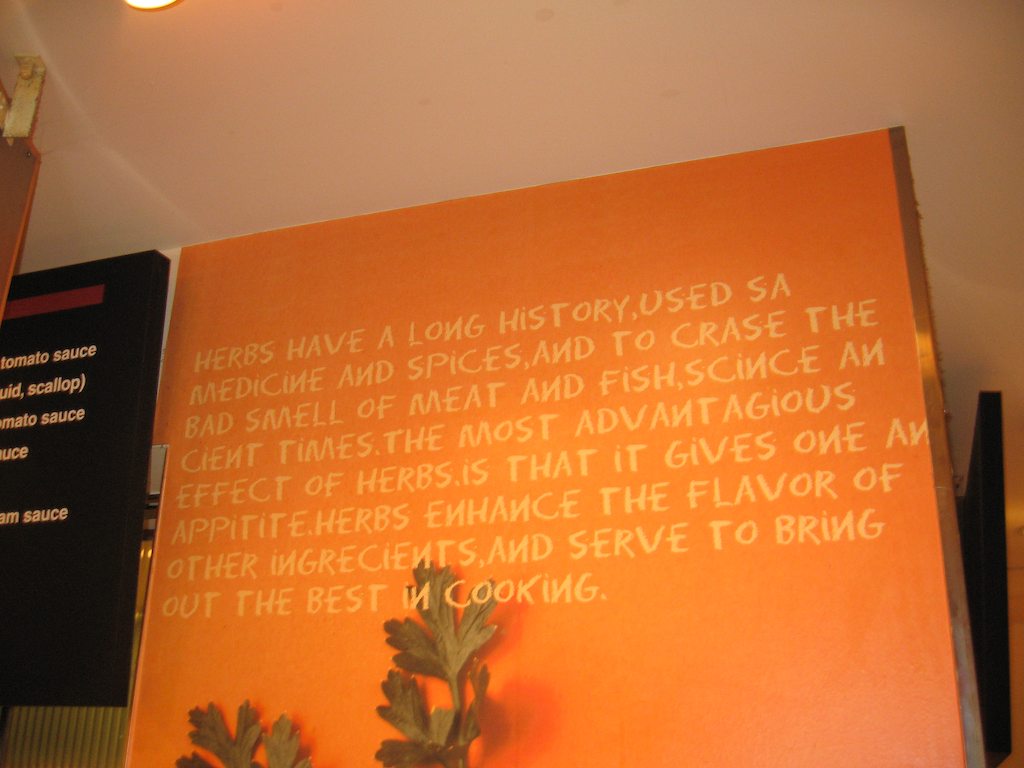 tomato sauce
uid, scallop)
omato sauce
uce
am sauce
HERBS HAVE A LONG HISTORY,USED SA
MEDICINE AND SPICES,AND TO CRASE THE
BAD SMELL OF MEAT AND FISH,SCINCE AN
CIENT TIMES.THE MOST ADVANTAGIOUS
EFFECT OF HERBS.IS THAT IT GIVES ONE AN
APPITITE.HERBS ENHANCE THE FLAVOR OF
OTHER INGRECIENTS,AND SERVE TO BRING
OUT THE BEST IN COOKING.